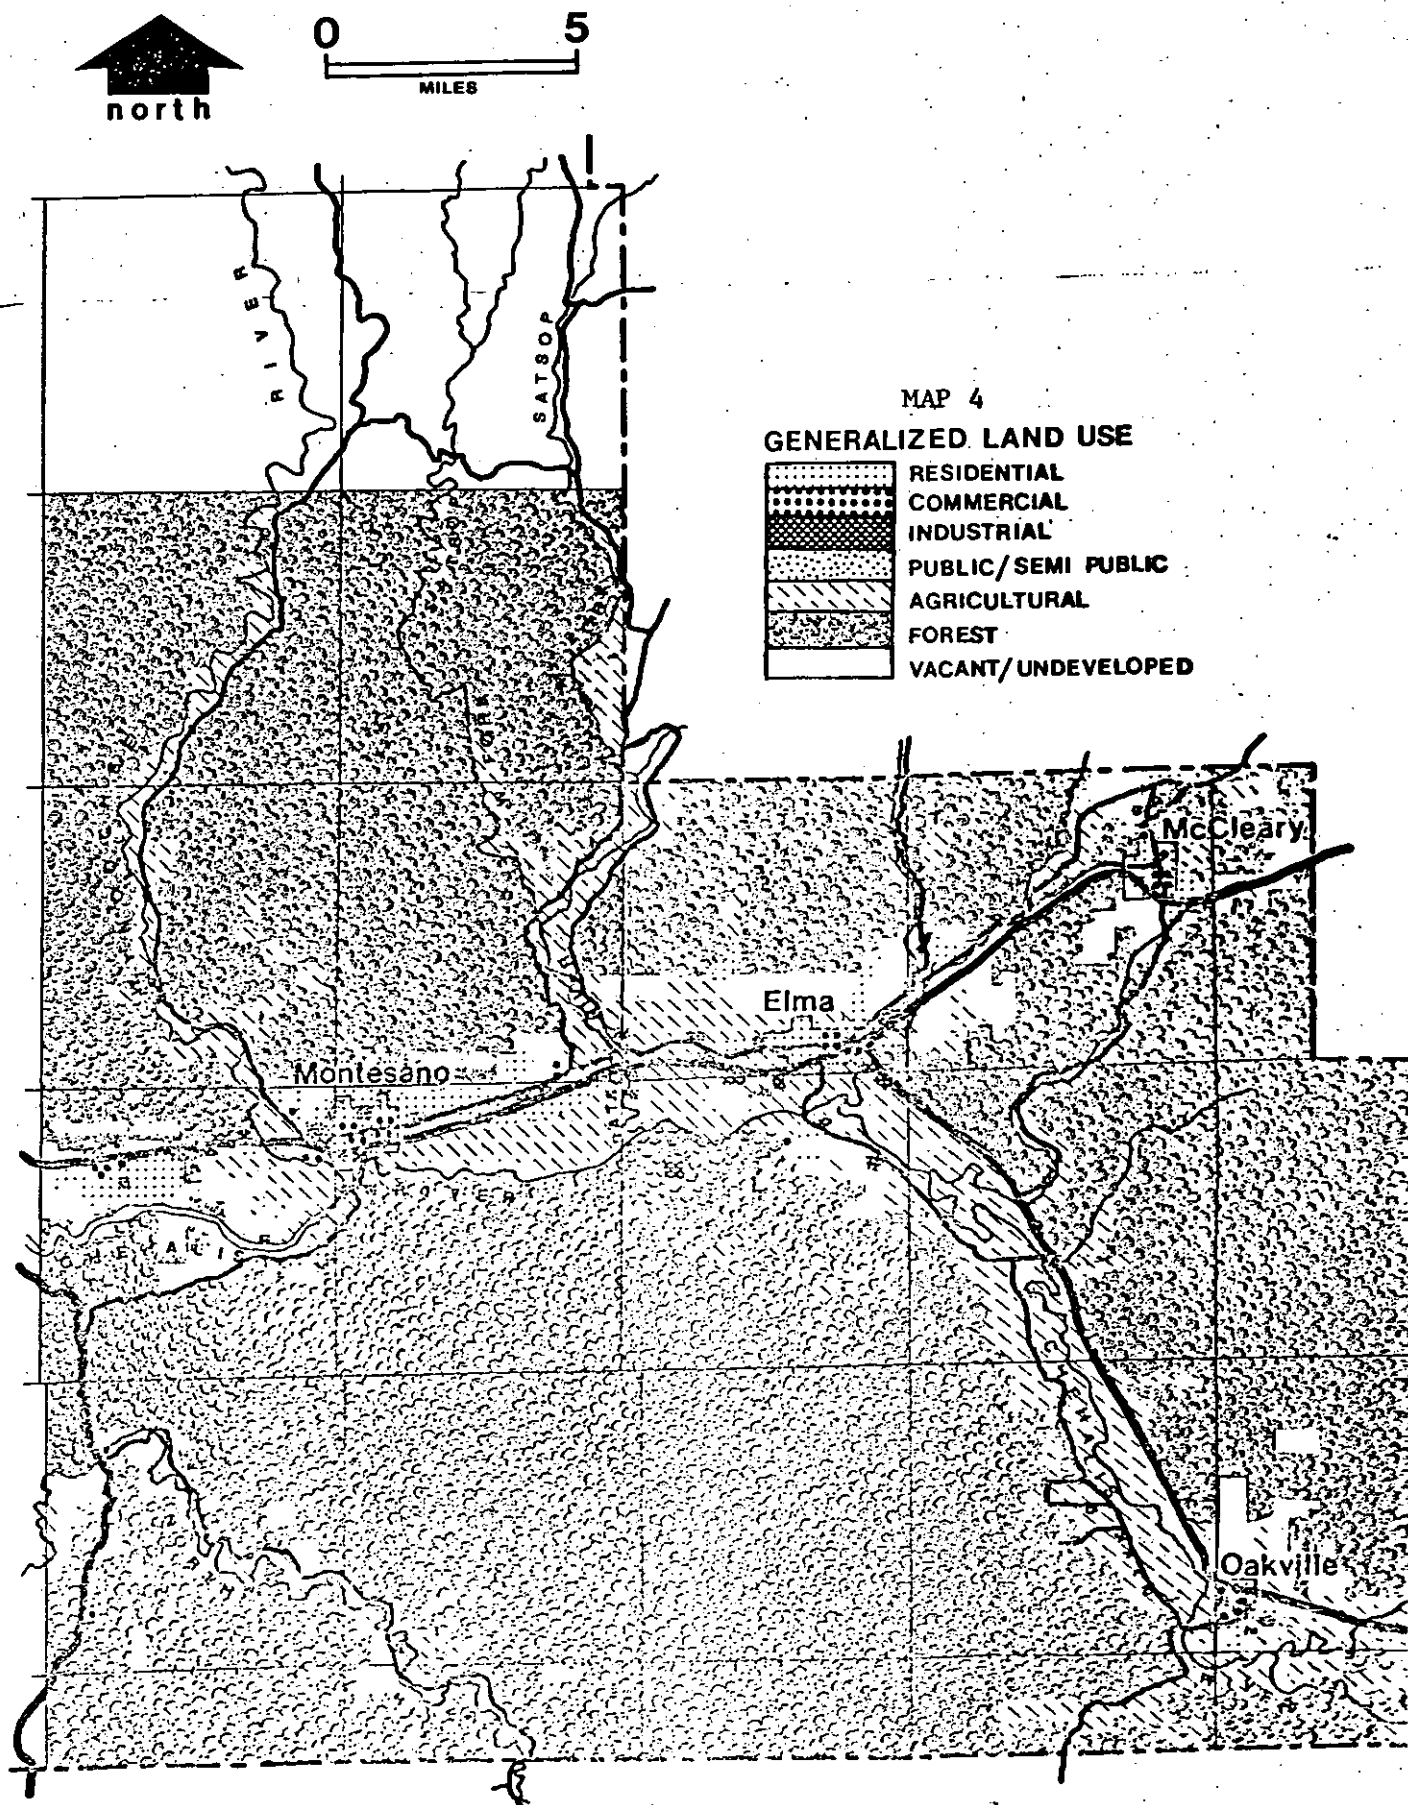 0 5
MILES
north
RIVER
SATSOP
MAP 4
GENERALIZED LAND USE
RESIDENTIAL
COMMERCIAL
INDUSTRIAL
PUBLIC/SEMI PUBLIC
AGRICULTURAL
FOREST
VACANT/UNDEVELOPED
McCleary
Elma
Montesano
Oakville